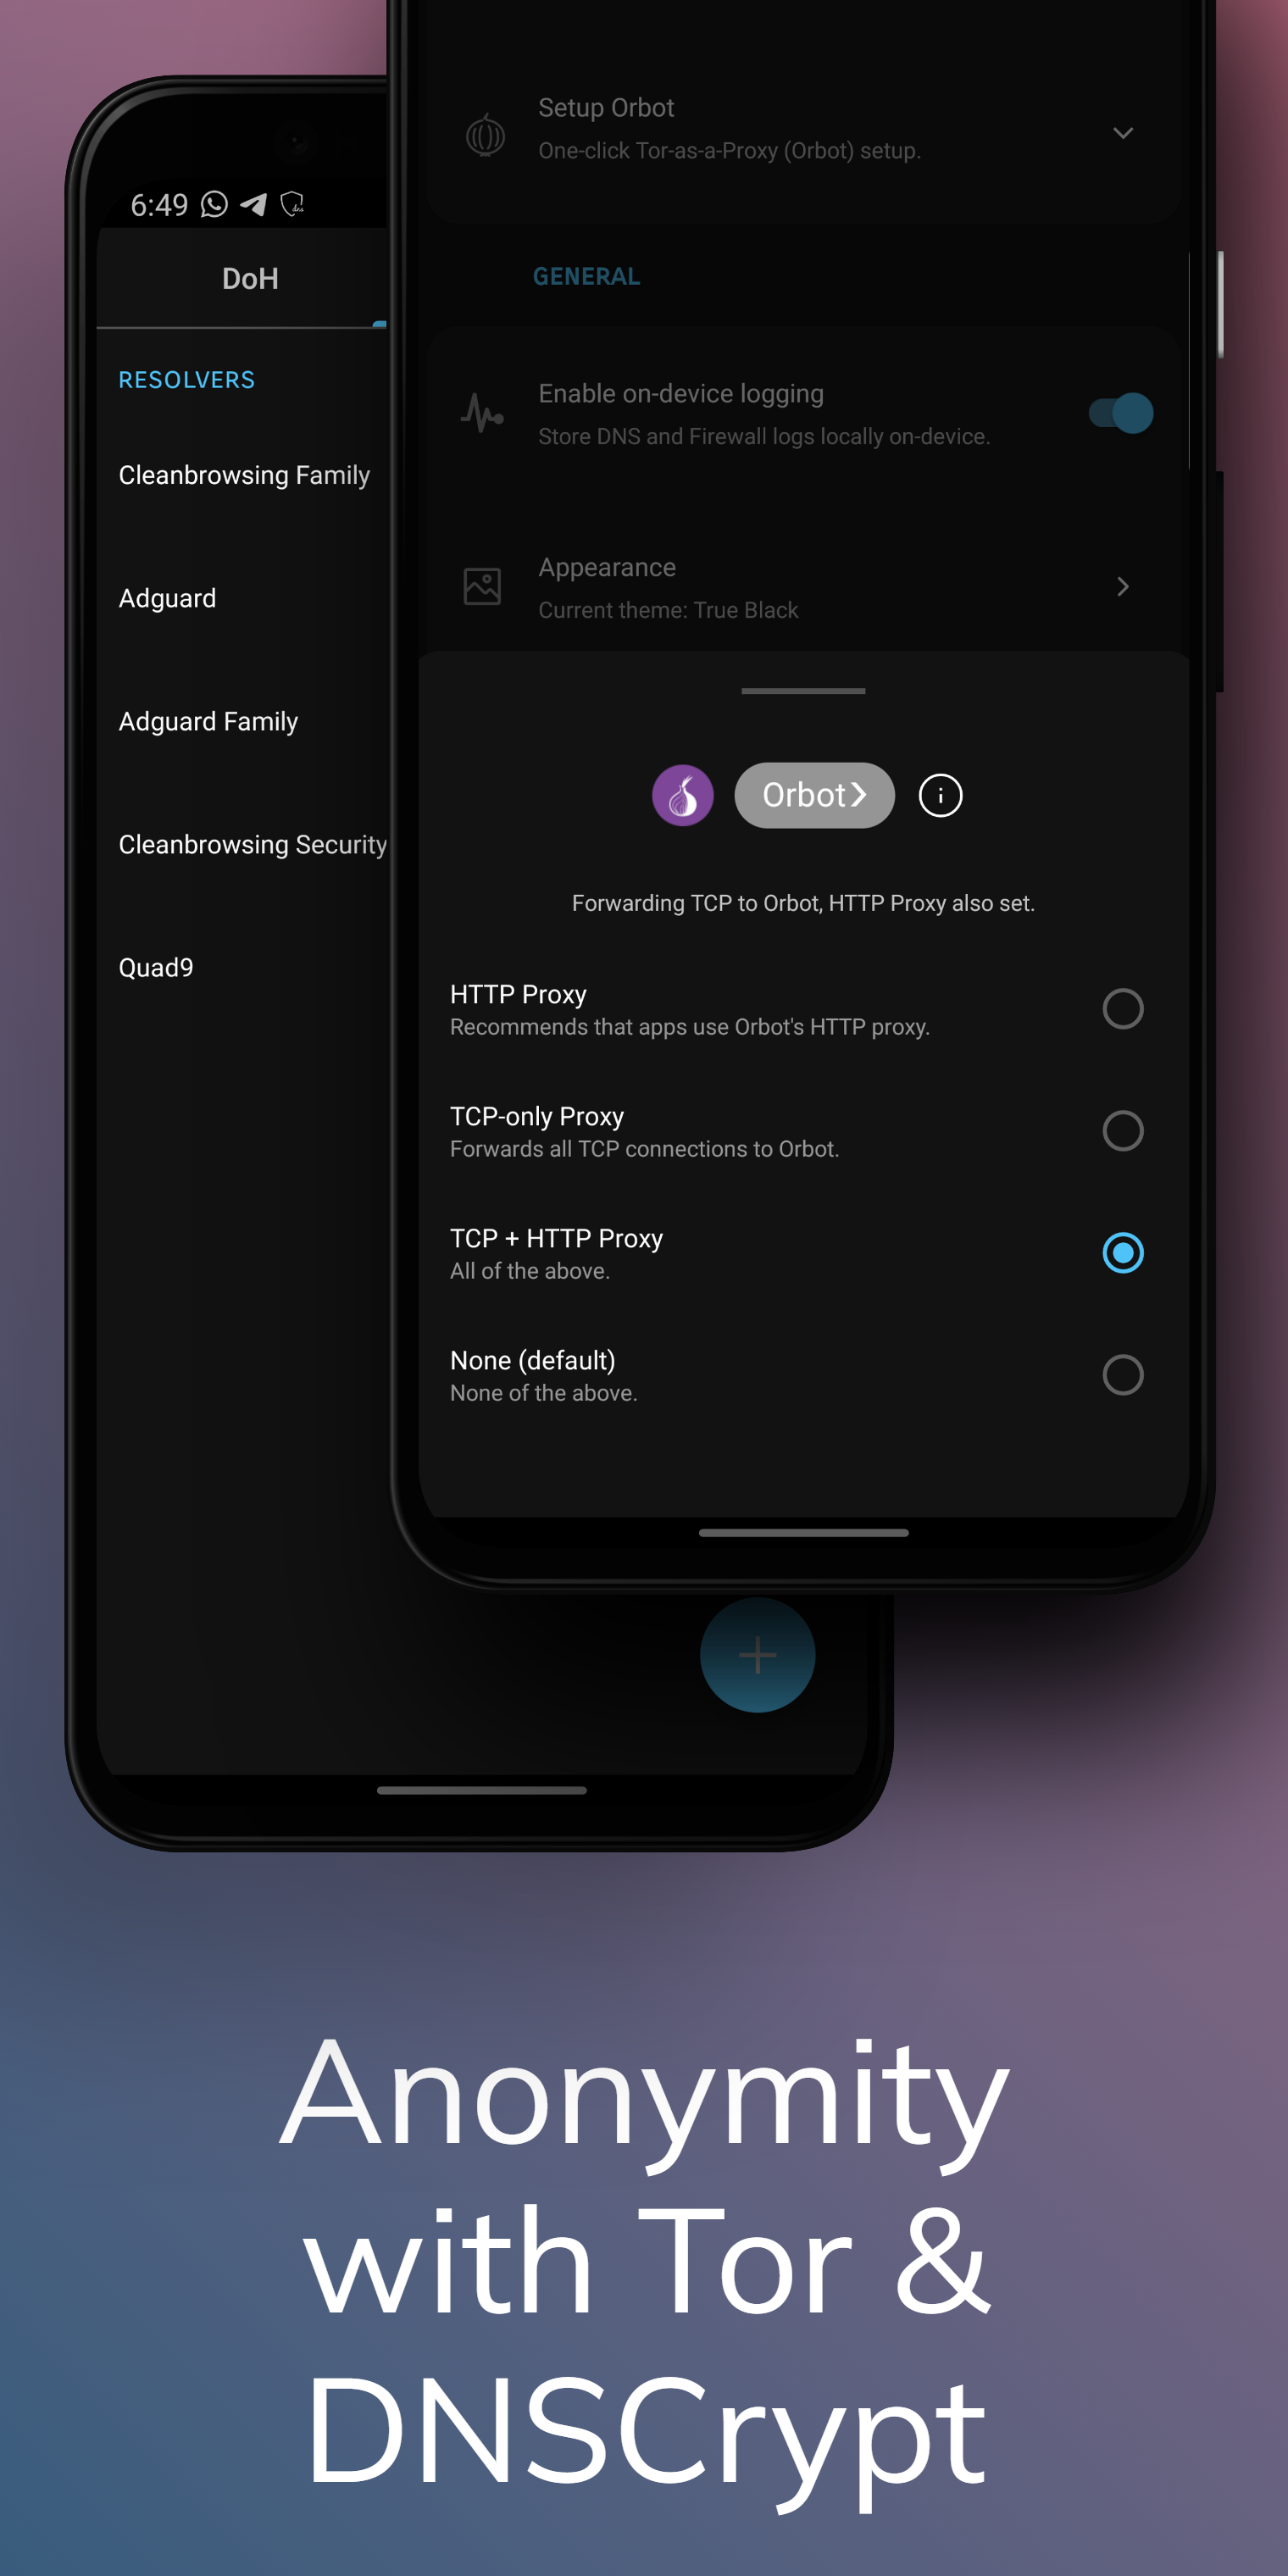 6:49
DoH
RESOLVERS
Cleanbrowsing Family
Adguard
Adguard Family
Cleanbrowsing Security
Quad9
Setup Orbot
One-click Tor-as-a-Proxy (Orbot) setup.
GENERAL
Enable on-device logging
Store DNS and Firewall logs locally on-device.
Appearance
Current theme: True Black
Orbot
Forwarding TCP to Orbot, HTTP Proxy also set.
HTTP Proxy
Recommends that apps use Orbot's HTTP proxy.
TCP-only Proxy
Forwards all TCP connections to Orbot.
TCP + HTTP Proxy
All of the above.
None (default)
None of the above.
Anonymity
with Tor &
DNSCrypt